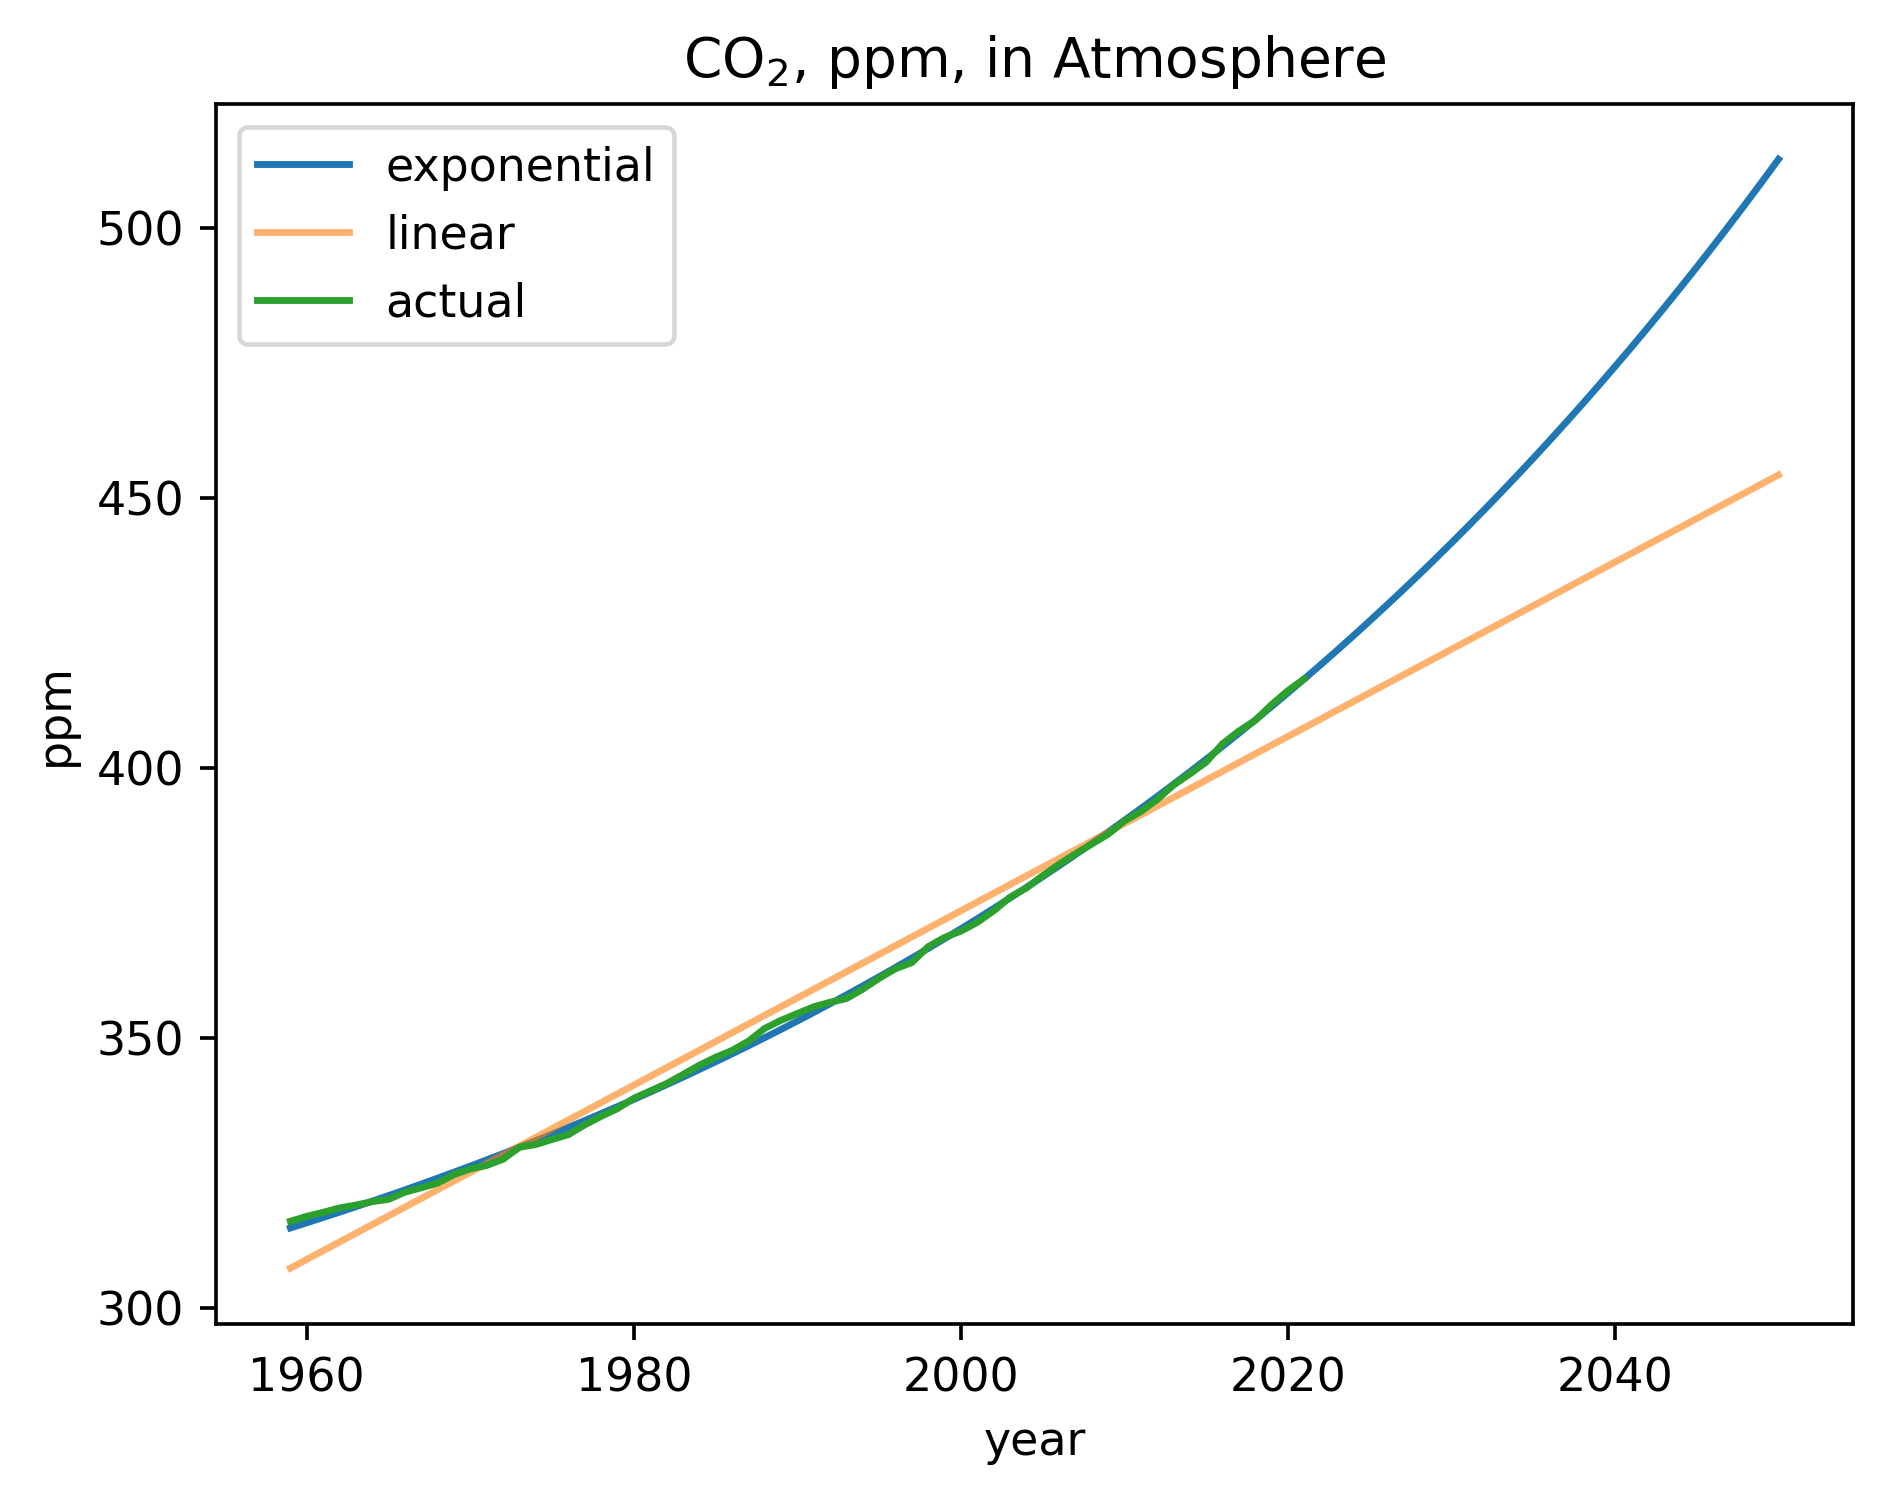 CO₂, ppm, in Atmosphere
exponential
linear
actual
500
450
400
350
300
ppm
1960 1980 2000 2020 2040
year